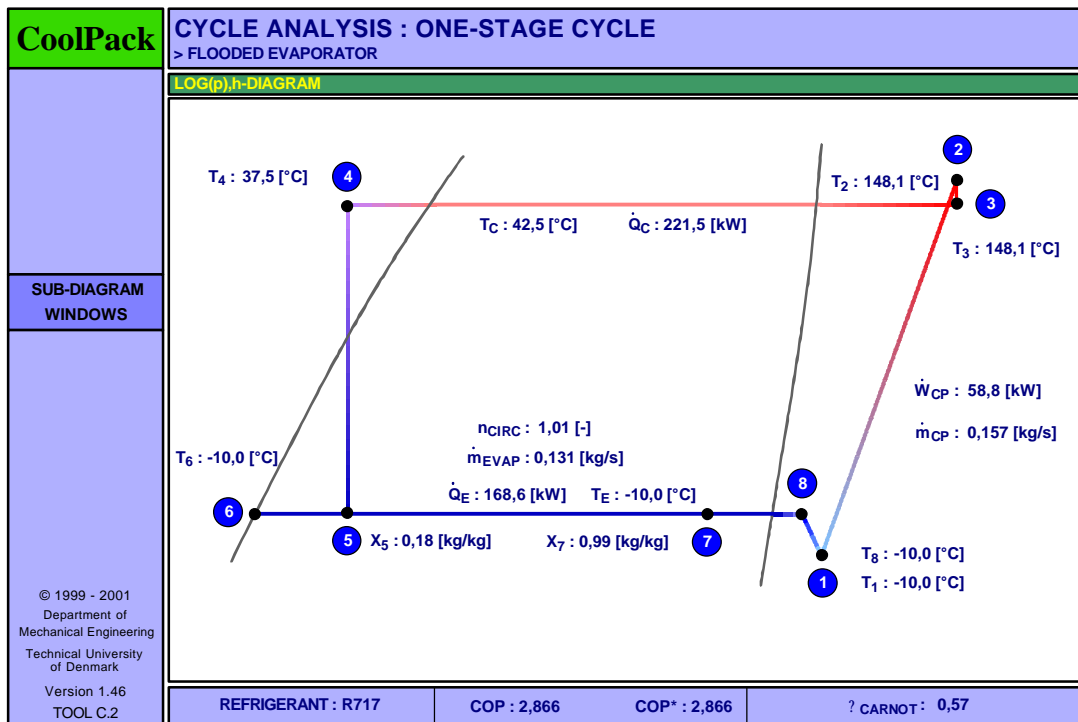 CoolPack
CYCLE ANALYSIS : ONE-STAGE CYCLE
> FLOODED EVAPORATOR
LOG(p),h-DIAGRAM
SUB-DIAGRAM
WINDOWS
© 1999 - 2001
Department of
Mechanical Engineering
Technical University
of Denmark
Version 1.46
TOOL C.2
2
T4 : 37,5 [°C]
4
T2 : 148,1 [°C]
3
TC : 42,5 [°C]
Q̇C : 221,5 [kW]
T3 : 148,1 [°C]
ẆCP : 58,8 [kW]
ṁCP : 0,157 [kg/s]
nCIRC : 1,01 [-]
ṁEVAP : 0,131 [kg/s]
T6 : -10,0 [°C]
Q̇E : 168,6 [kW]
TE : -10,0 [°C]
8
6
5
X5 : 0,18 [kg/kg]
X7 : 0,99 [kg/kg]
7
T8 : -10,0 [°C]
1
T1 : -10,0 [°C]
REFRIGERANT : R717
COP : 2,866
COP* : 2,866
? CARNOT : 0,57